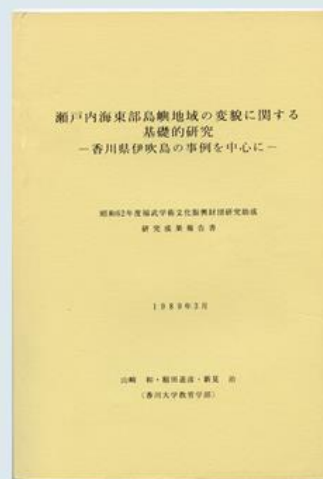 瀬戸内海東部島嶼地域の変貌に関する
基礎的研究
―香川県伊吹島の事例を中心に―
昭和62年度福武学術文化振興財団研究助成
研究成果報告書
1989年3月
山崎 和・稲田道彦・新見 治
(香川大学教育学部)